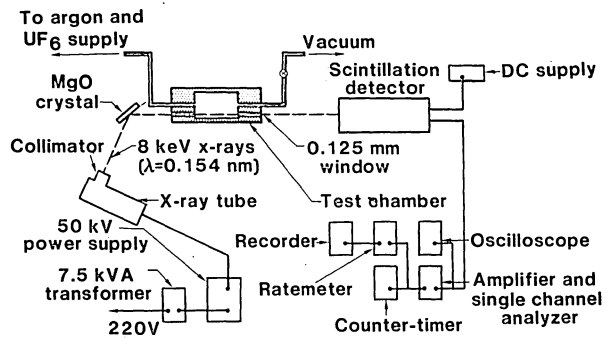 To argon and
UF6 supply
Vacuum
MgO
crystal
Scintillation
detector
DC supply
Collimator
8 keV x-rays
(λ=0.154 nm)
0.125 mm
window
X-ray tube
Test chamber
50 kV
power supply
Recorder
Oscilloscope
7.5 kVA
transformer
Ratemeter
Amplifier and
single channel
analyzer
220V
Counter-timer